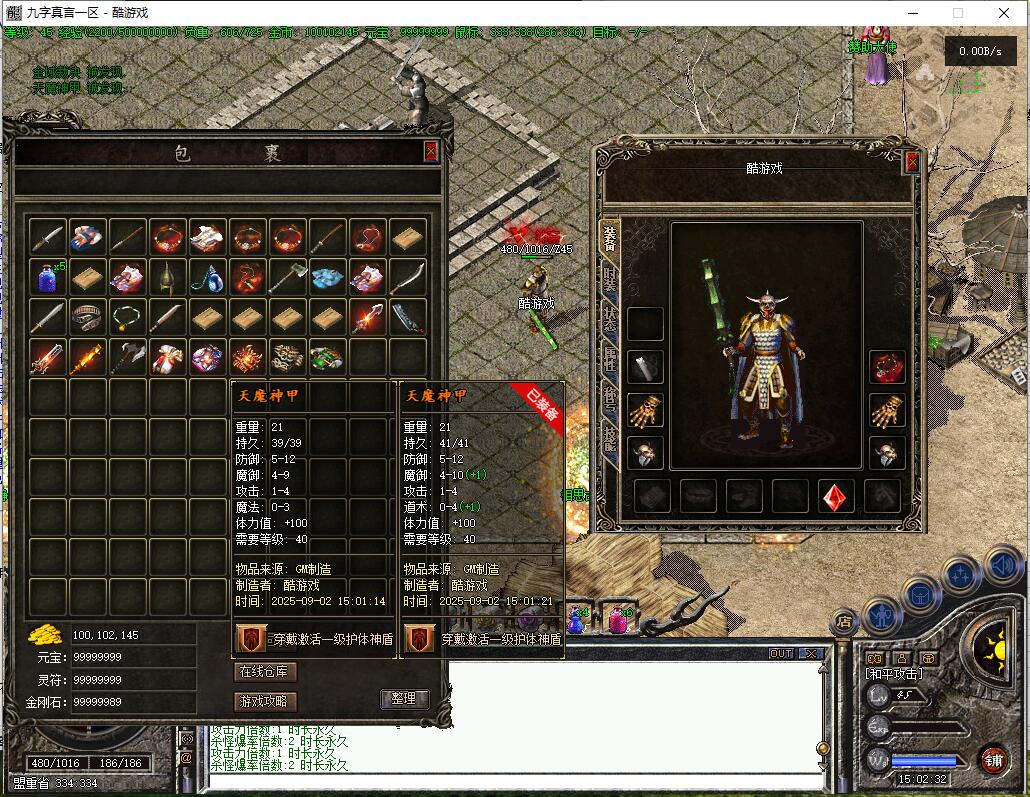 九字真言一区 - 酷游戏
等级: 45 经验(2200/500000000) 负重: 606/725 金币: 100102145 元宝: 99999999 鼠标: 333:338(286:326) 目标: -/-
赞助大使
0.00B/s
天魔神甲 被发现
包 裹
酷游戏
480/1016/Z45
酷游戏
装备
时装
状态
属性
称号
技能
x5
天魔神甲
重量: 21
持久: 39/39
防御: 5-12
魔御: 4-9
攻击: 1-4
魔法: 0-3
体力值: +100
需要等级: 40
物品来源: GM制造
制造者: 酷游戏
时间: 2025-09-02 15:01:14
穿戴激活一级护体神盾
天魔神甲
已装备
重量: 21
持久: 41/41
防御: 5-12
魔御: 4-10(+1)
攻击: 1-4
道术: 0-4(+1)
体力值: +100
需要等级: 40
物品来源: GM制造
制造者: 酷游戏
时间: 2025-09-02 15:01:21
穿戴激活一级护体神盾
100,102,145
元宝: 99999999
灵符: 99999999
金刚石: 99999989
在线仓库
游戏攻略
整理
OUT
店
[和平攻击]
45
铺
15:02:32
攻击力倍数:1 时长永久
杀怪爆率倍数:2 时长永久
攻击力倍数:1 时长永久
杀怪爆率倍数:2 时长永久
480/1016
186/186
盟重省 334:334